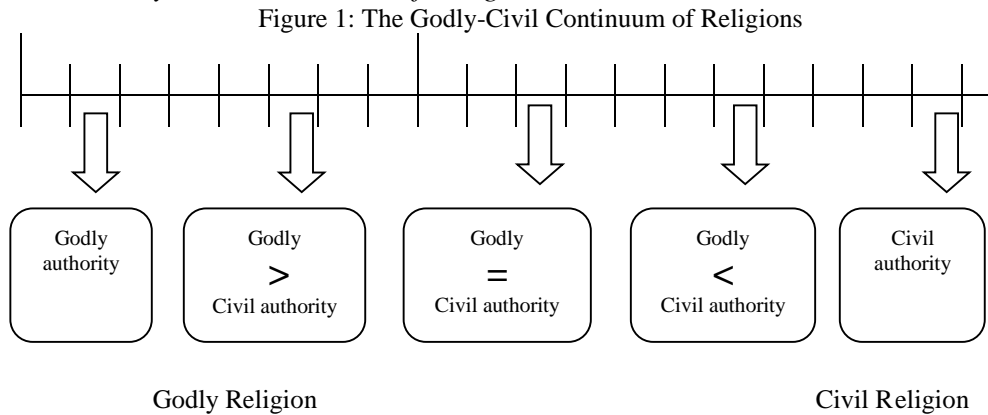 Figure 1: The Godly-Civil Continuum of Religions
Godly
authority
Godly
>
Civil authority
Godly
=
Civil authority
Godly
<
Civil authority
Civil
authority
Godly Religion
Civil Religion